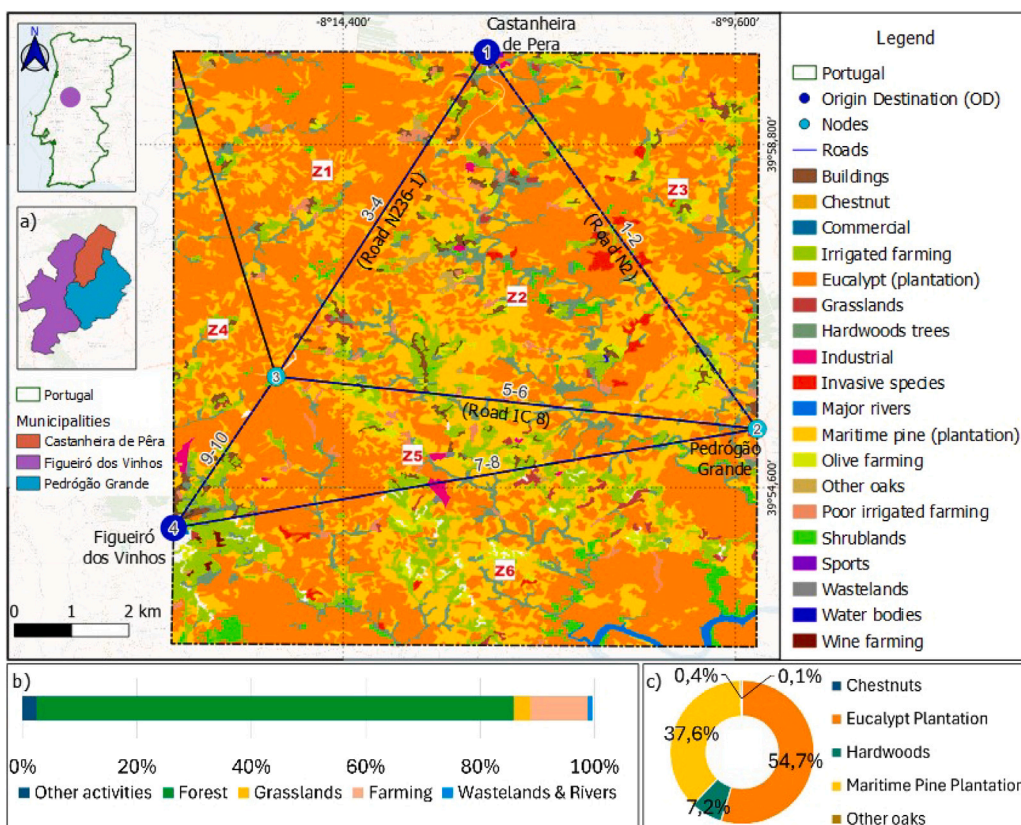 -8°14,400'
-8°9,600'
Castanheira
de Pera
N
1
39°58,800'
Z1
Z3
3-4
(Road N236-1)
1-2
(Road N2)
Z2
Z4
3
5-6
(Road IC 8)
2
Pedrógão
Grande
9-10
Z5
7-8
39°54,600'
4
Figueiró
dos Vinhos
Z6
0 1 2 km
a)
Portugal
Municipalities
Castanheira de Pêra
Figueiró dos Vinhos
Pedrógão Grande
Legend
Portugal
Origin Destination (OD)
Nodes
Roads
Buildings
Chestnut
Commercial
Irrigated farming
Eucalypt (plantation)
Grasslands
Hardwoods trees
Industrial
Invasive species
Major rivers
Maritime pine (plantation)
Olive farming
Other oaks
Poor irrigated farming
Shrublands
Sports
Wastelands
Water bodies
Wine farming
b)
0% 20% 40% 60% 80% 100%
Other activities Forest Grasslands Farming Wastelands & Rivers
c)
0,4% 0,1%
37,6%
54,7%
7,2%
Chestnuts
Eucalypt Plantation
Hardwoods
Maritime Pine Plantation
Other oaks